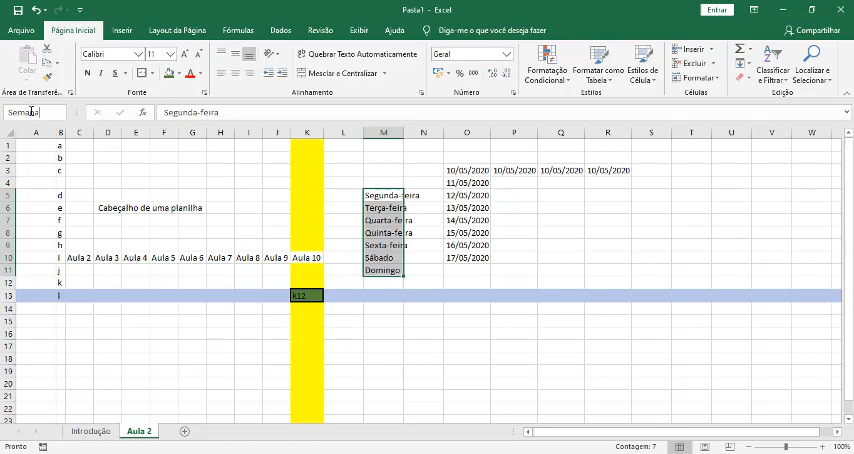 Pasta1 - Excel
Entrar
Arquivo Página Inicial Inserir Layout da Página Fórmulas Dados Revisão Exibir Ajuda Diga-me o que você deseja fazer Compartilhar
Colar
Calibri 11
N I S
Quebrar Texto Automaticamente
Mesclar e Centralizar
Geral
% 000
Formatação Condicional
Formatar como Tabela
Estilos de Célula
Inserir
Excluir
Formatar
Classificar e Filtrar
Localizar e Selecionar
Área de Transferê... Fonte Alinhamento Número Estilos Células Edição
Semana Segunda-feira
A B C D E F G H I J K L M N O P Q R S T U V W
1 a
2 b
3 c 10/05/2020 10/05/2020 10/05/2020 10/05/2020
4 11/05/2020
5 d Segunda-feira 12/05/2020
6 e Cabeçalho de uma planilha Terça-feira 13/05/2020
7 f Quarta-feira 14/05/2020
8 g Quinta-feira 15/05/2020
9 h Sexta-feira 16/05/2020
10 I Aula 2 Aula 3 Aula 4 Aula 5 Aula 6 Aula 7 Aula 8 Aula 9 Aula 10 Sábado 17/05/2020
11 j Domingo
12 k
13 l k12
14
15
16
17
18
19
20
21
22
23
Introdução Aula 2
Pronto Contagem: 7 100%